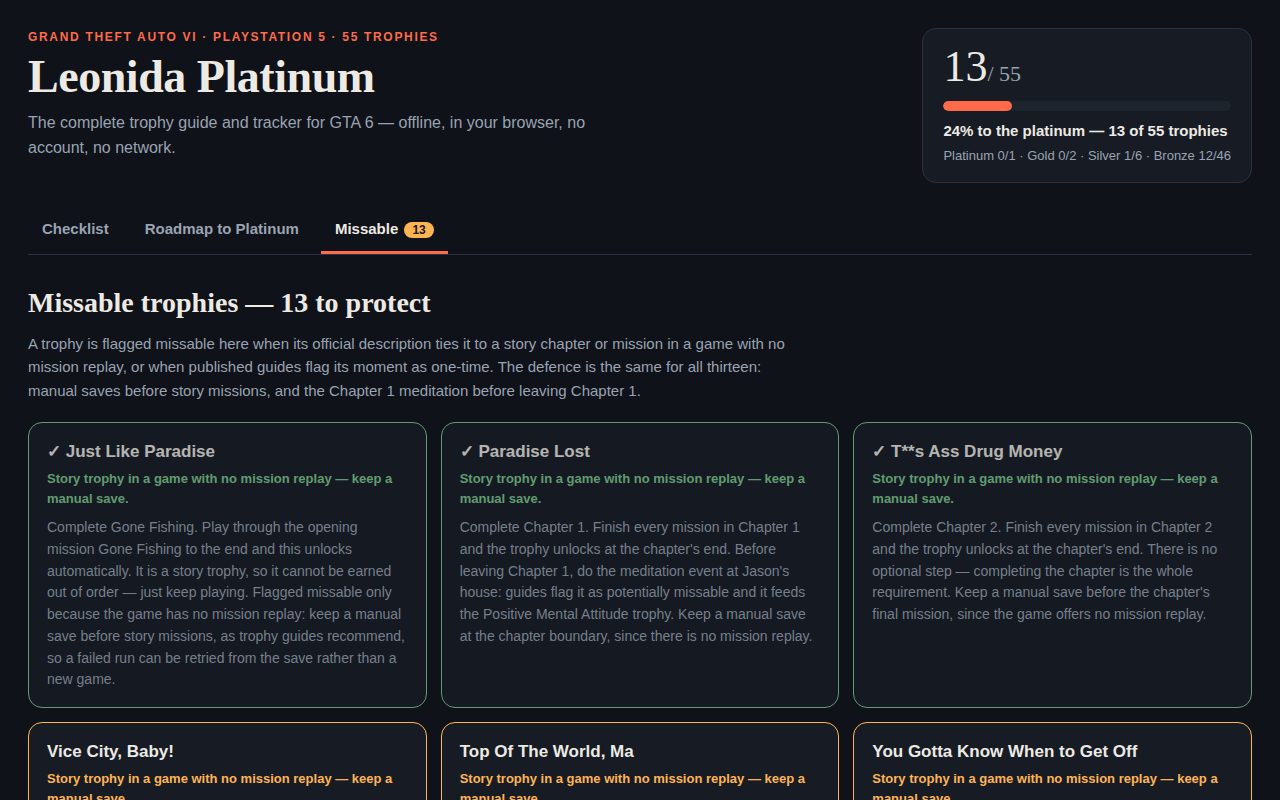 GRAND THEFT AUTO VI · PLAYSTATION 5 · 55 TROPHIES
Leonida Platinum
The complete trophy guide and tracker for GTA 6 — offline, in your browser, no
account, no network.
13/ 55
24% to the platinum — 13 of 55 trophies
Platinum 0/1 · Gold 0/2 · Silver 1/6 · Bronze 12/46
Checklist Roadmap to Platinum Missable 13
Missable trophies — 13 to protect
A trophy is flagged missable here when its official description ties it to a story chapter or mission in a game with no
mission replay, or when published guides flag its moment as one-time. The defence is the same for all thirteen:
manual saves before story missions, and the Chapter 1 meditation before leaving Chapter 1.
✓ Just Like Paradise
Story trophy in a game with no mission replay — keep a
manual save.
Complete Gone Fishing. Play through the opening
mission Gone Fishing to the end and this unlocks
automatically. It is a story trophy, so it cannot be earned
out of order — just keep playing. Flagged missable only
because the game has no mission replay: keep a manual
save before story missions, as trophy guides recommend,
so a failed run can be retried from the save rather than a
new game.
✓ Paradise Lost
Story trophy in a game with no mission replay — keep a
manual save.
Complete Chapter 1. Finish every mission in Chapter 1
and the trophy unlocks at the chapter's end. Before
leaving Chapter 1, do the meditation event at Jason's
house: guides flag it as potentially missable and it feeds
the Positive Mental Attitude trophy. Keep a manual save
at the chapter boundary, since there is no mission replay.
✓ T**s Ass Drug Money
Story trophy in a game with no mission replay — keep a
manual save.
Complete Chapter 2. Finish every mission in Chapter 2
and the trophy unlocks at the chapter's end. There is no
optional step — completing the chapter is the whole
requirement. Keep a manual save before the chapter's
final mission, since the game offers no mission replay.
Vice City, Baby!
Story trophy in a game with no mission replay — keep a
manual save.
Top Of The World, Ma
Story trophy in a game with no mission replay — keep a
manual save.
You Gotta Know When to Get Off
Story trophy in a game with no mission replay — keep a
manual save.